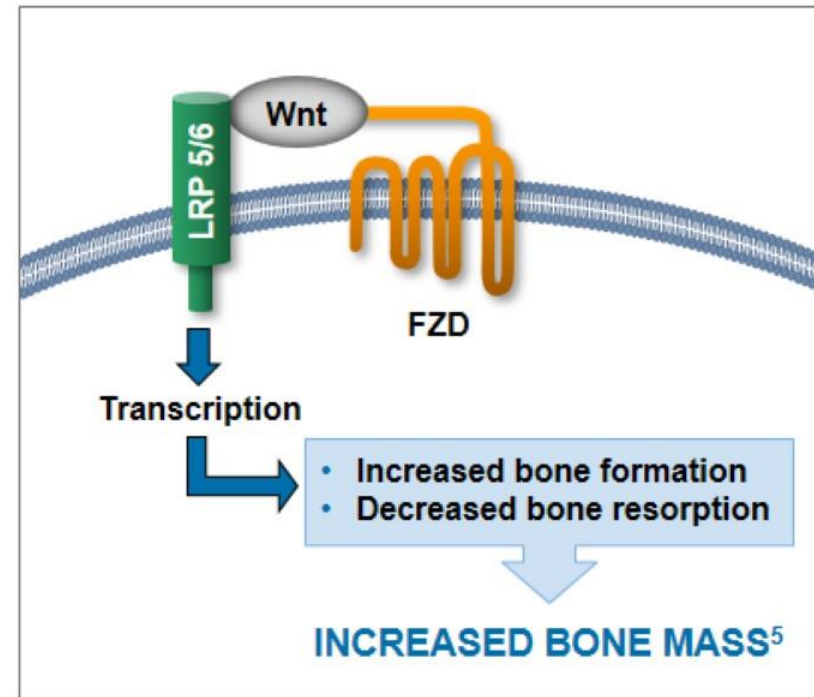 Wnt
LRP 5/6
FZD
Transcription
• Increased bone formation
• Decreased bone resorption
INCREASED BONE MASS⁵